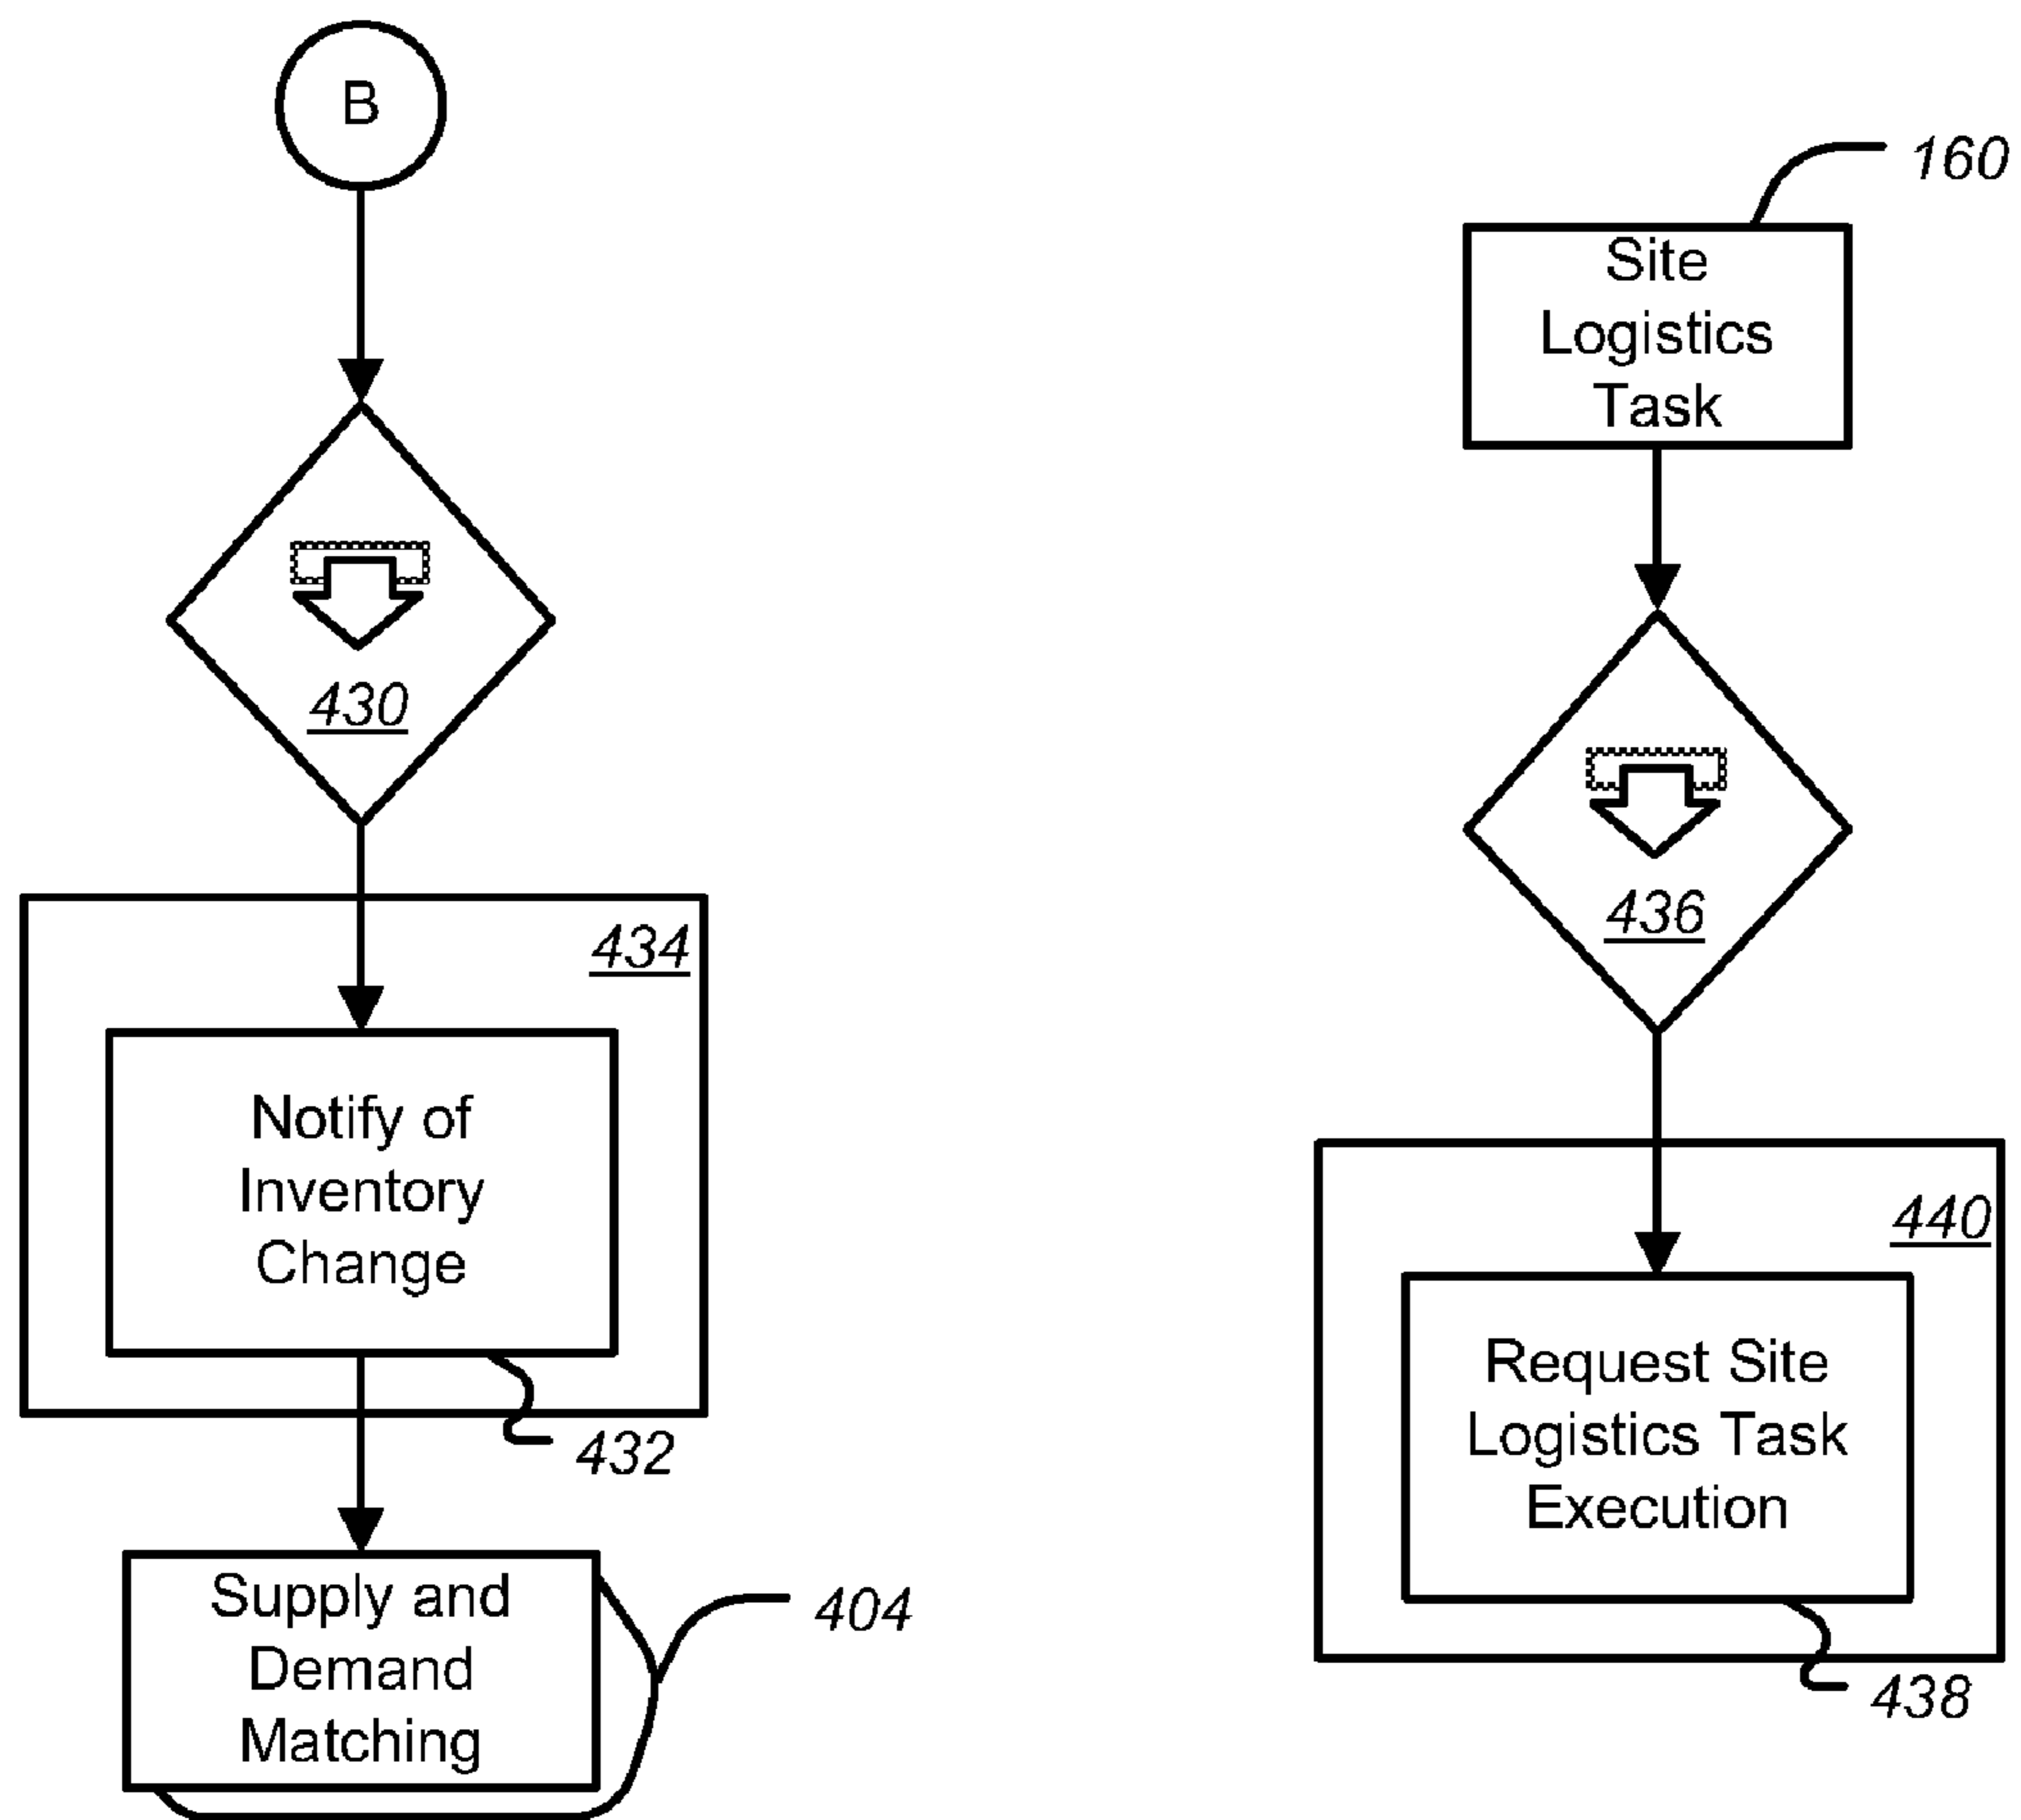 B
430
434
Notify of
Inventory
Change
432
Supply and
Demand
Matching
404
160
Site
Logistics
Task
436
440
Request Site
Logistics Task
Execution
438